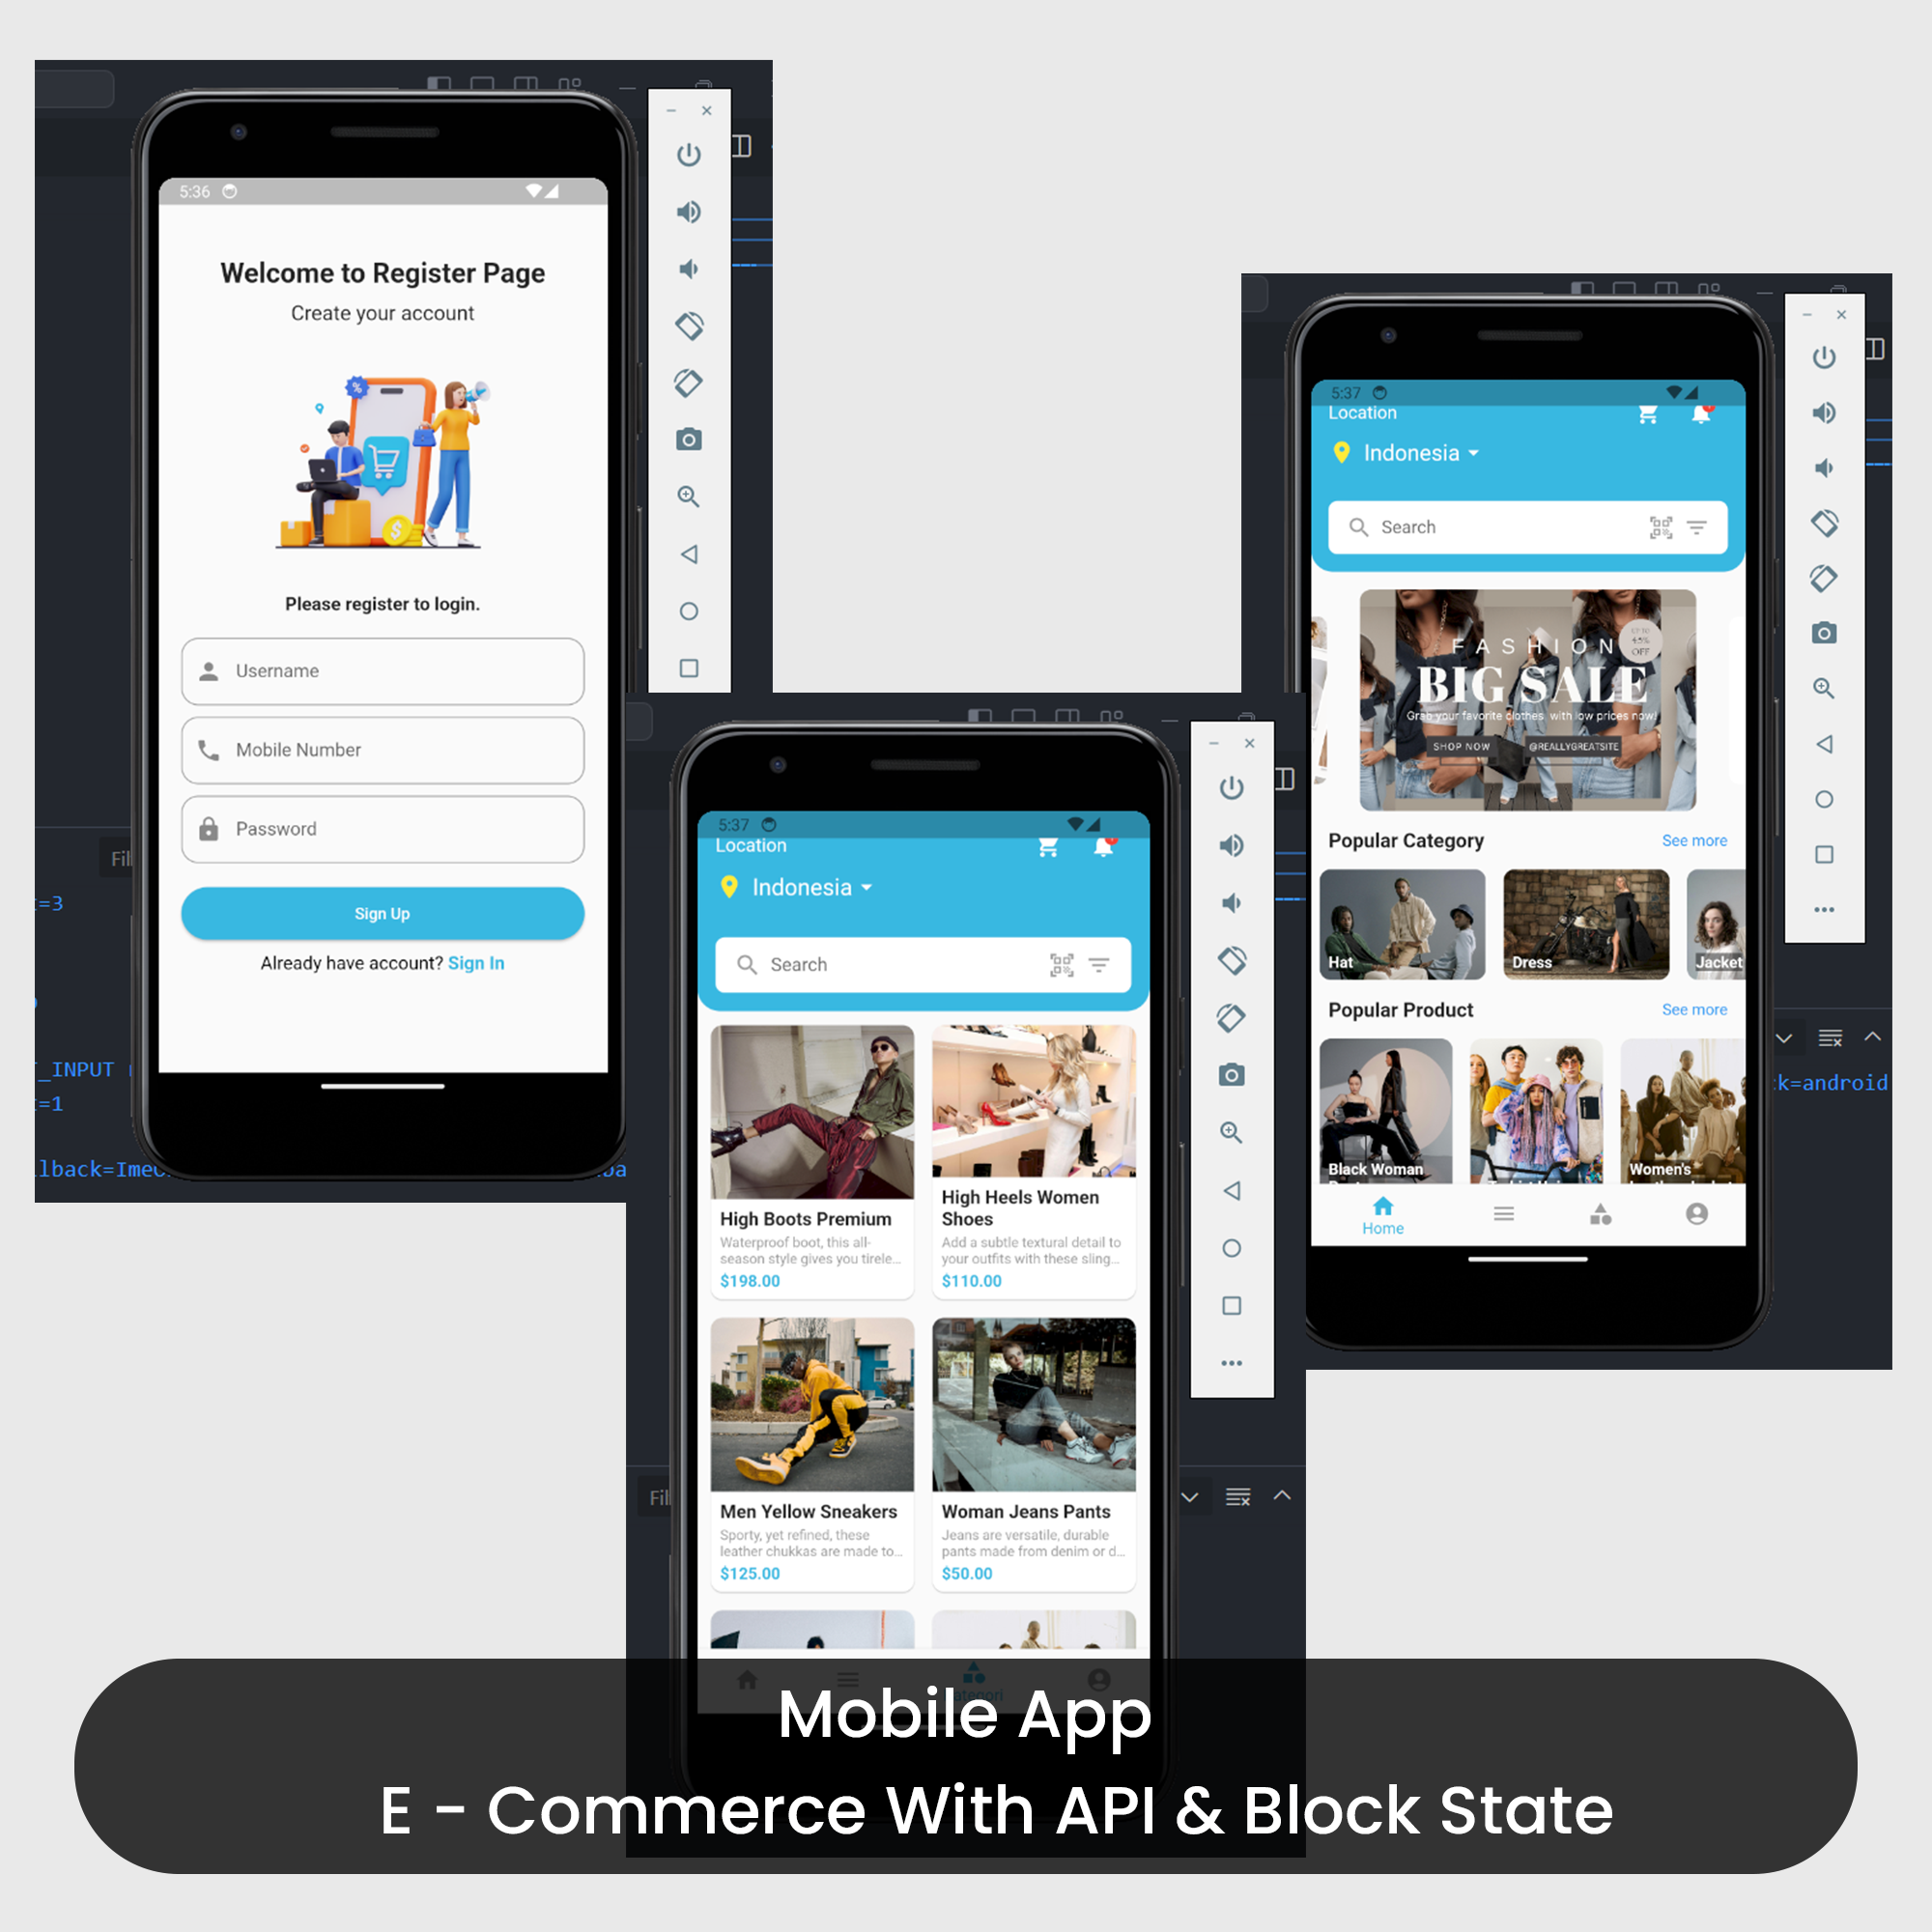 5:36
Welcome to Register Page
Create your account
Please register to login.
Username
Mobile Number
Password
Sign Up
Already have account? Sign In
Fil
=3
_INPUT
=1
lback=Ime
ba
5:37
Location
Indonesia
Search
High Boots Premium
Waterproof boot, this all-
season style gives you tirele...
$198.00
High Heels Women
Shoes
Add a subtle textural detail to
your outfits with these sling...
$110.00
Men Yellow Sneakers
Sporty, yet refined, these
leather chukkas are made to...
$125.00
Woman Jeans Pants
Jeans are versatile, durable
pants made from denim or d...
$50.00
Fil
5:37
Location
Indonesia
Search
FASHION
UP TO
45%
OFF
BIG SALE
Grab your favorite clothes with low prices now!
SHOP NOW
@REALLYGREATSITE
Popular Category
See more
Hat
Dress
Jacket
Popular Product
See more
Black Woman
Women's
Home
k=android
Mobile App
E - Commerce With API & Block State